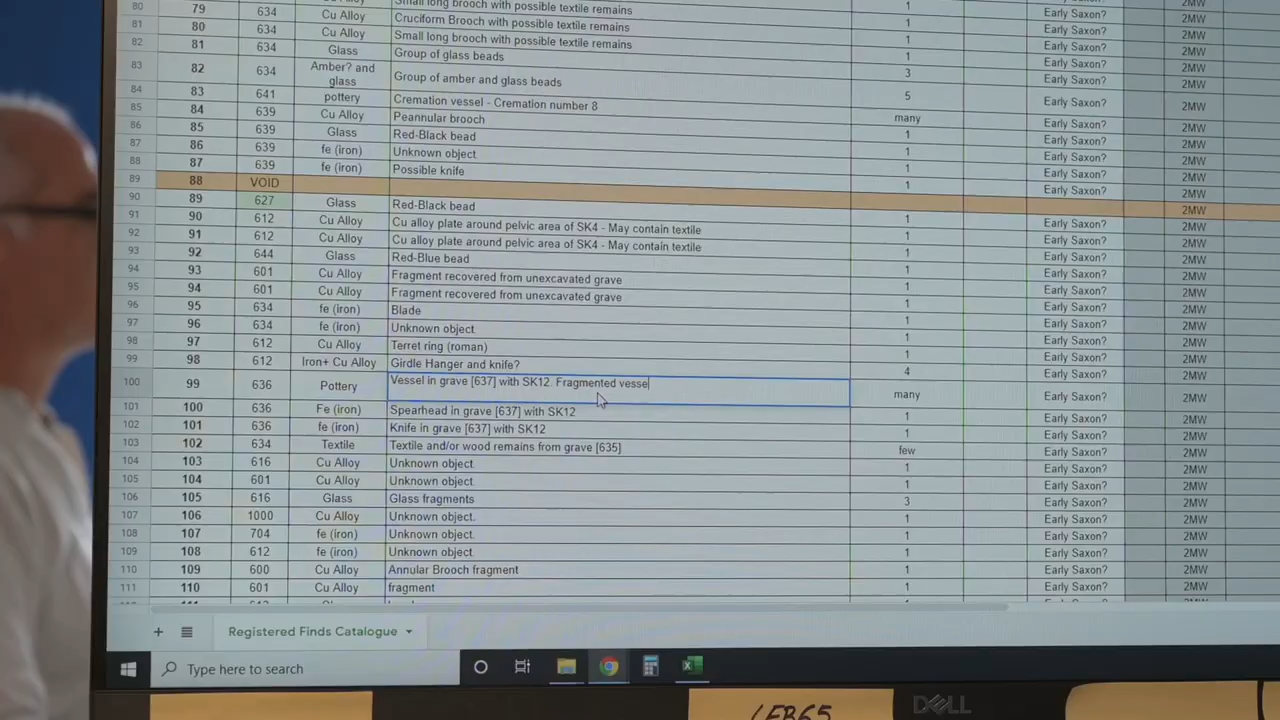 80 79 634 Small long brooch with possible textile remains 1 Early Saxon? 2MW
81 80 634 Cu Alloy Cruciform Brooch with possible textile remains 1 Early Saxon? 2MW
82 81 634 Cu Alloy Small long brooch with possible textile remains 1 Early Saxon? 2MW
83 82 634 Glass Group of glass beads 3 Early Saxon? 2MW
84 83 641 Amber? and glass Group of amber and glass beads 5 Early Saxon? 2MW
85 84 639 pottery Cremation vessel - Cremation number 8 many Early Saxon? 2MW
86 85 639 Cu Alloy Peannular brooch 1 Early Saxon? 2MW
87 86 639 Glass Red-Black bead 1 Early Saxon? 2MW
88 87 639 fe (iron) Unknown object 1 Early Saxon? 2MW
fe (iron) Possible knife 1 Early Saxon? 2MW
89 88 VOID 2MW
90 89 627 Glass Red-Black bead 1 Early Saxon? 2MW
91 90 612 Cu Alloy Cu alloy plate around pelvic area of SK4 - May contain textile 1 Early Saxon? 2MW
92 91 612 Cu Alloy Cu alloy plate around pelvic area of SK4 - May contain textile 1 Early Saxon? 2MW
93 92 644 Glass Red-Blue bead 1 Early Saxon? 2MW
94 93 601 Cu Alloy Fragment recovered from unexcavated grave 1 Early Saxon? 2MW
95 94 601 Cu Alloy Fragment recovered from unexcavated grave 1 Early Saxon? 2MW
96 95 634 fe (iron) Blade 1 Early Saxon? 2MW
97 96 634 fe (iron) Unknown object 1 Early Saxon? 2MW
98 97 612 Cu Alloy Terret ring (roman) 1 Early Saxon? 2MW
99 98 612 Iron+ Cu Alloy Girdle Hanger and knife? 4 Early Saxon? 2MW
100 99 636 Pottery Vessel in grave [637] with SK12. Fragmented vesse many Early Saxon? 2MW
101 100 636 Fe (iron) Spearhead in grave [637] with SK12 1 Early Saxon? 2MW
102 101 636 fe (iron) Knife in grave [637] with SK12 1 Early Saxon? 2MW
103 102 634 Textile Textile and/or wood remains from grave [635] few Early Saxon? 2MW
104 103 616 Cu Alloy Unknown object. 1 Early Saxon? 2MW
105 104 601 Cu Alloy Unknown object. 1 Early Saxon? 2MW
106 105 616 Glass Glass fragments 3 Early Saxon? 2MW
107 106 1000 Cu Alloy Unknown object. 1 Early Saxon? 2MW
108 107 704 fe (iron) Unknown object. 1 Early Saxon? 2MW
109 108 612 fe (iron) Unknown object. 1 Early Saxon? 2MW
110 109 600 Cu Alloy Annular Brooch fragment 1 Early Saxon? 2MW
111 110 601 Cu Alloy fragment 1 Early Saxon? 2MW
+ Registered Finds Catalogue
Type here to search
LEB65 DELL